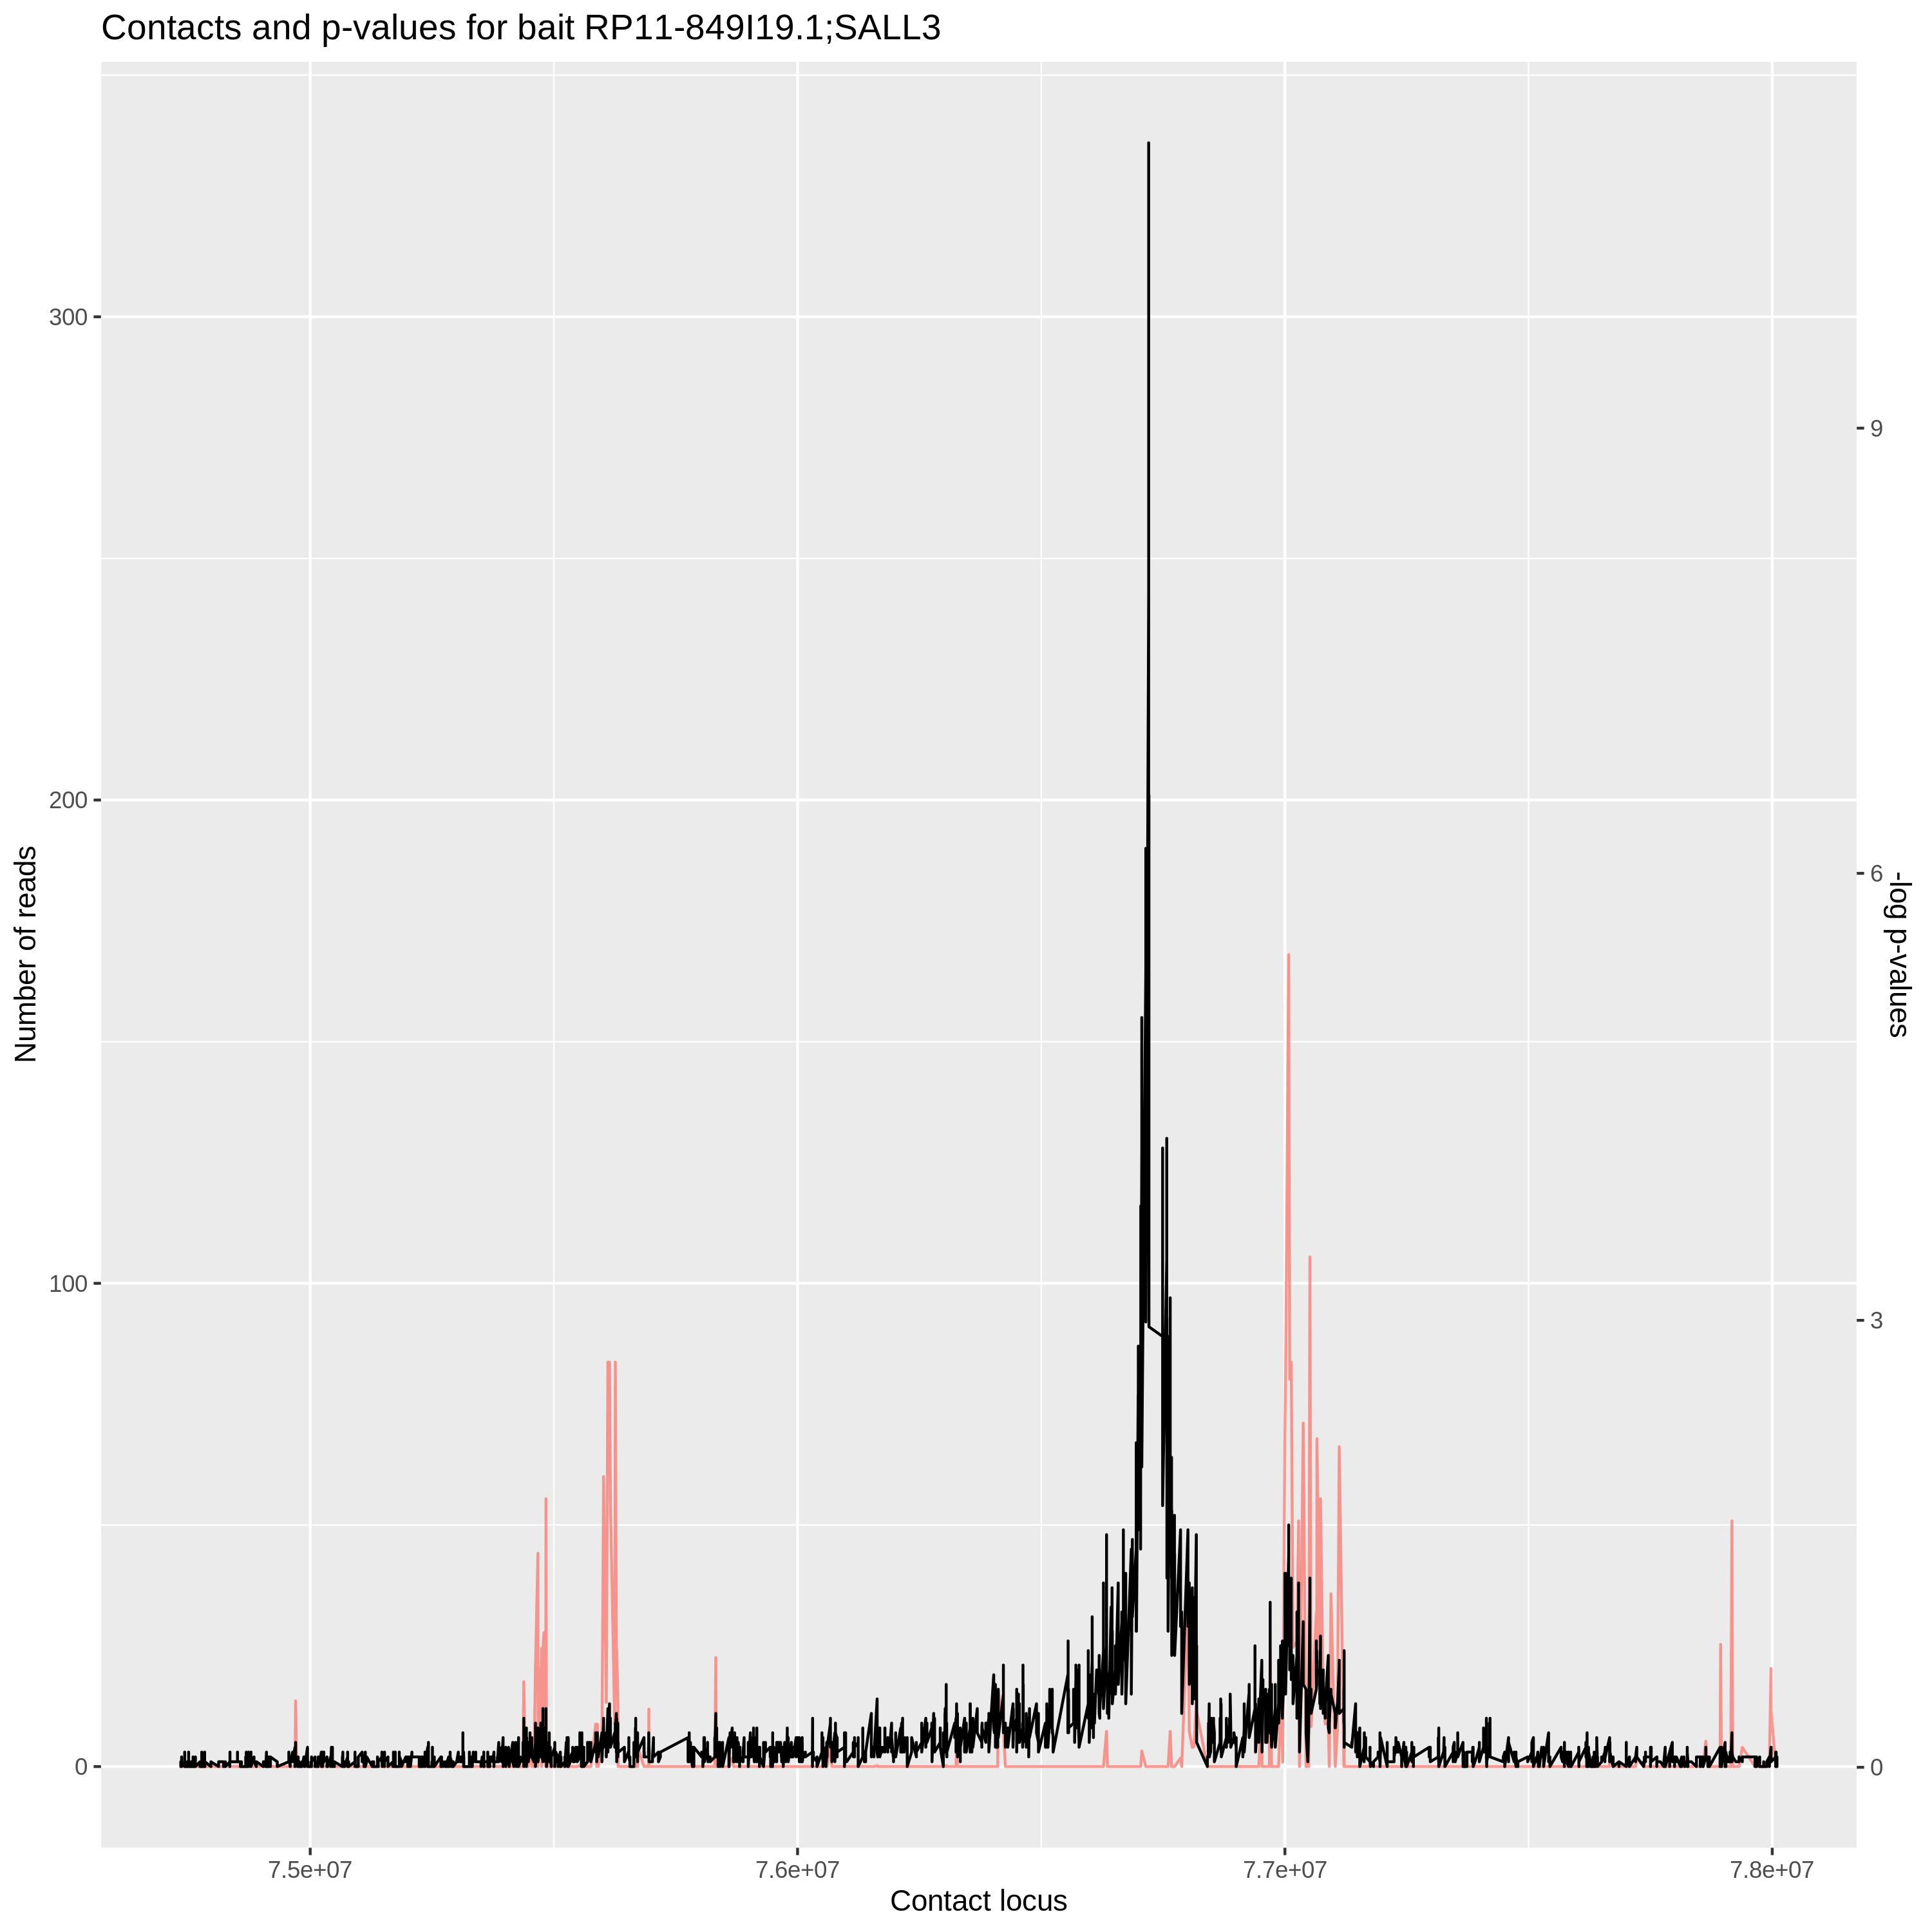 Contacts and p-values for bait RP11-849I19.1;SALL3
300
200
100
0
Number of reads
9
6
3
0
-log p-values
7.5e+07
7.6e+07
7.7e+07
7.8e+07
Contact locus